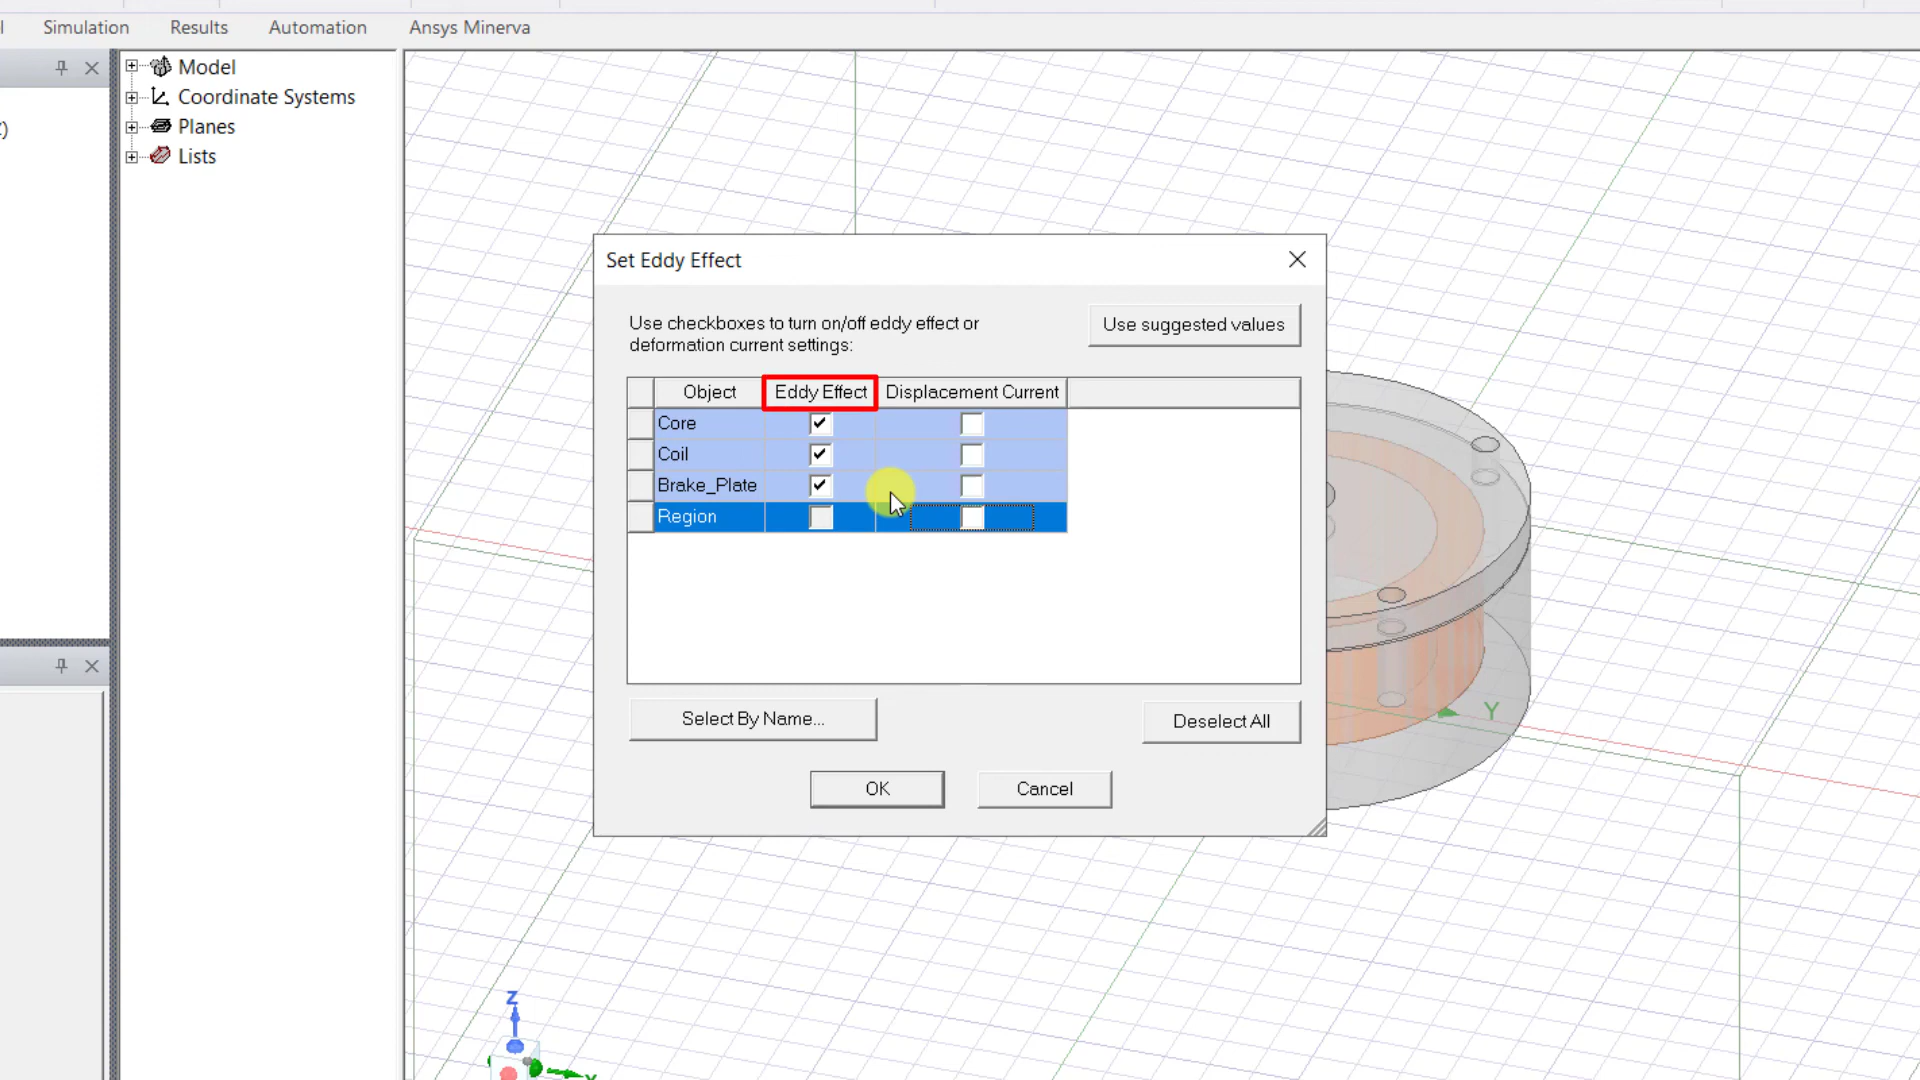 Simulation Results Automation Ansys Minerva
Model
Coordinate Systems
Planes
Lists
Set Eddy Effect
Use checkboxes to turn on/off eddy effect or
deformation current settings:
Use suggested values
Object Eddy Effect Displacement Current
Core
Coil
Brake_Plate
Region
Select By Name...
Deselect All
OK
Cancel
Y
Z